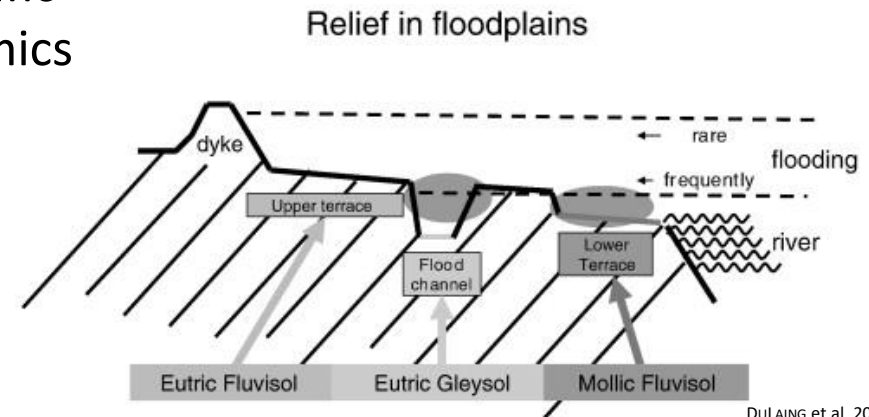 Relief in floodplains
dyke
rare
flooding
frequently
Upper terrace
river
Lower
Terrace
Flood
channel
Eutric Fluvisol
Eutric Gleysol
Mollic Fluvisol